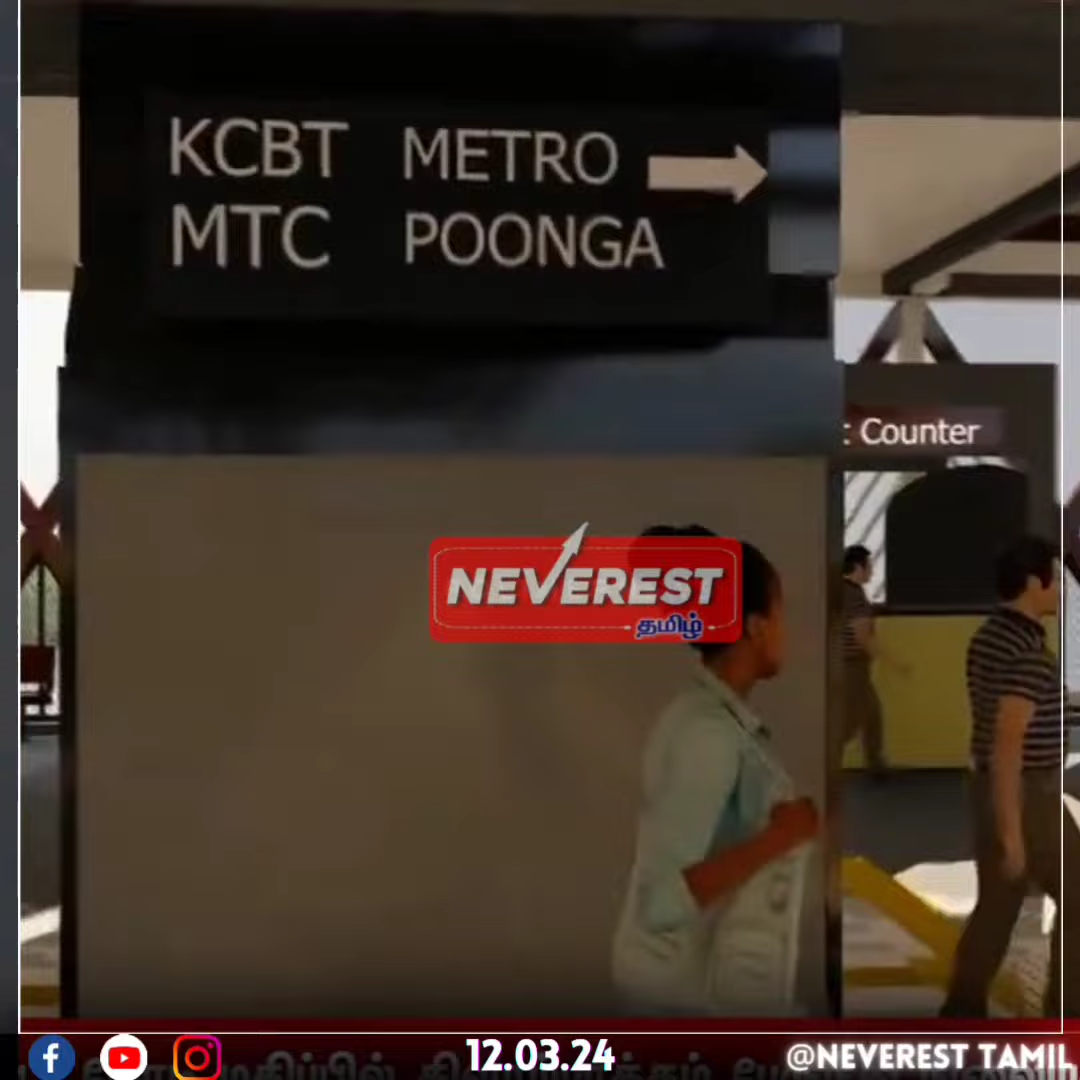 KCBT METRO
MTC POONGA
Counter
NEVEREST
தமிழ்
12.03.24
@NEVEREST TAMIL